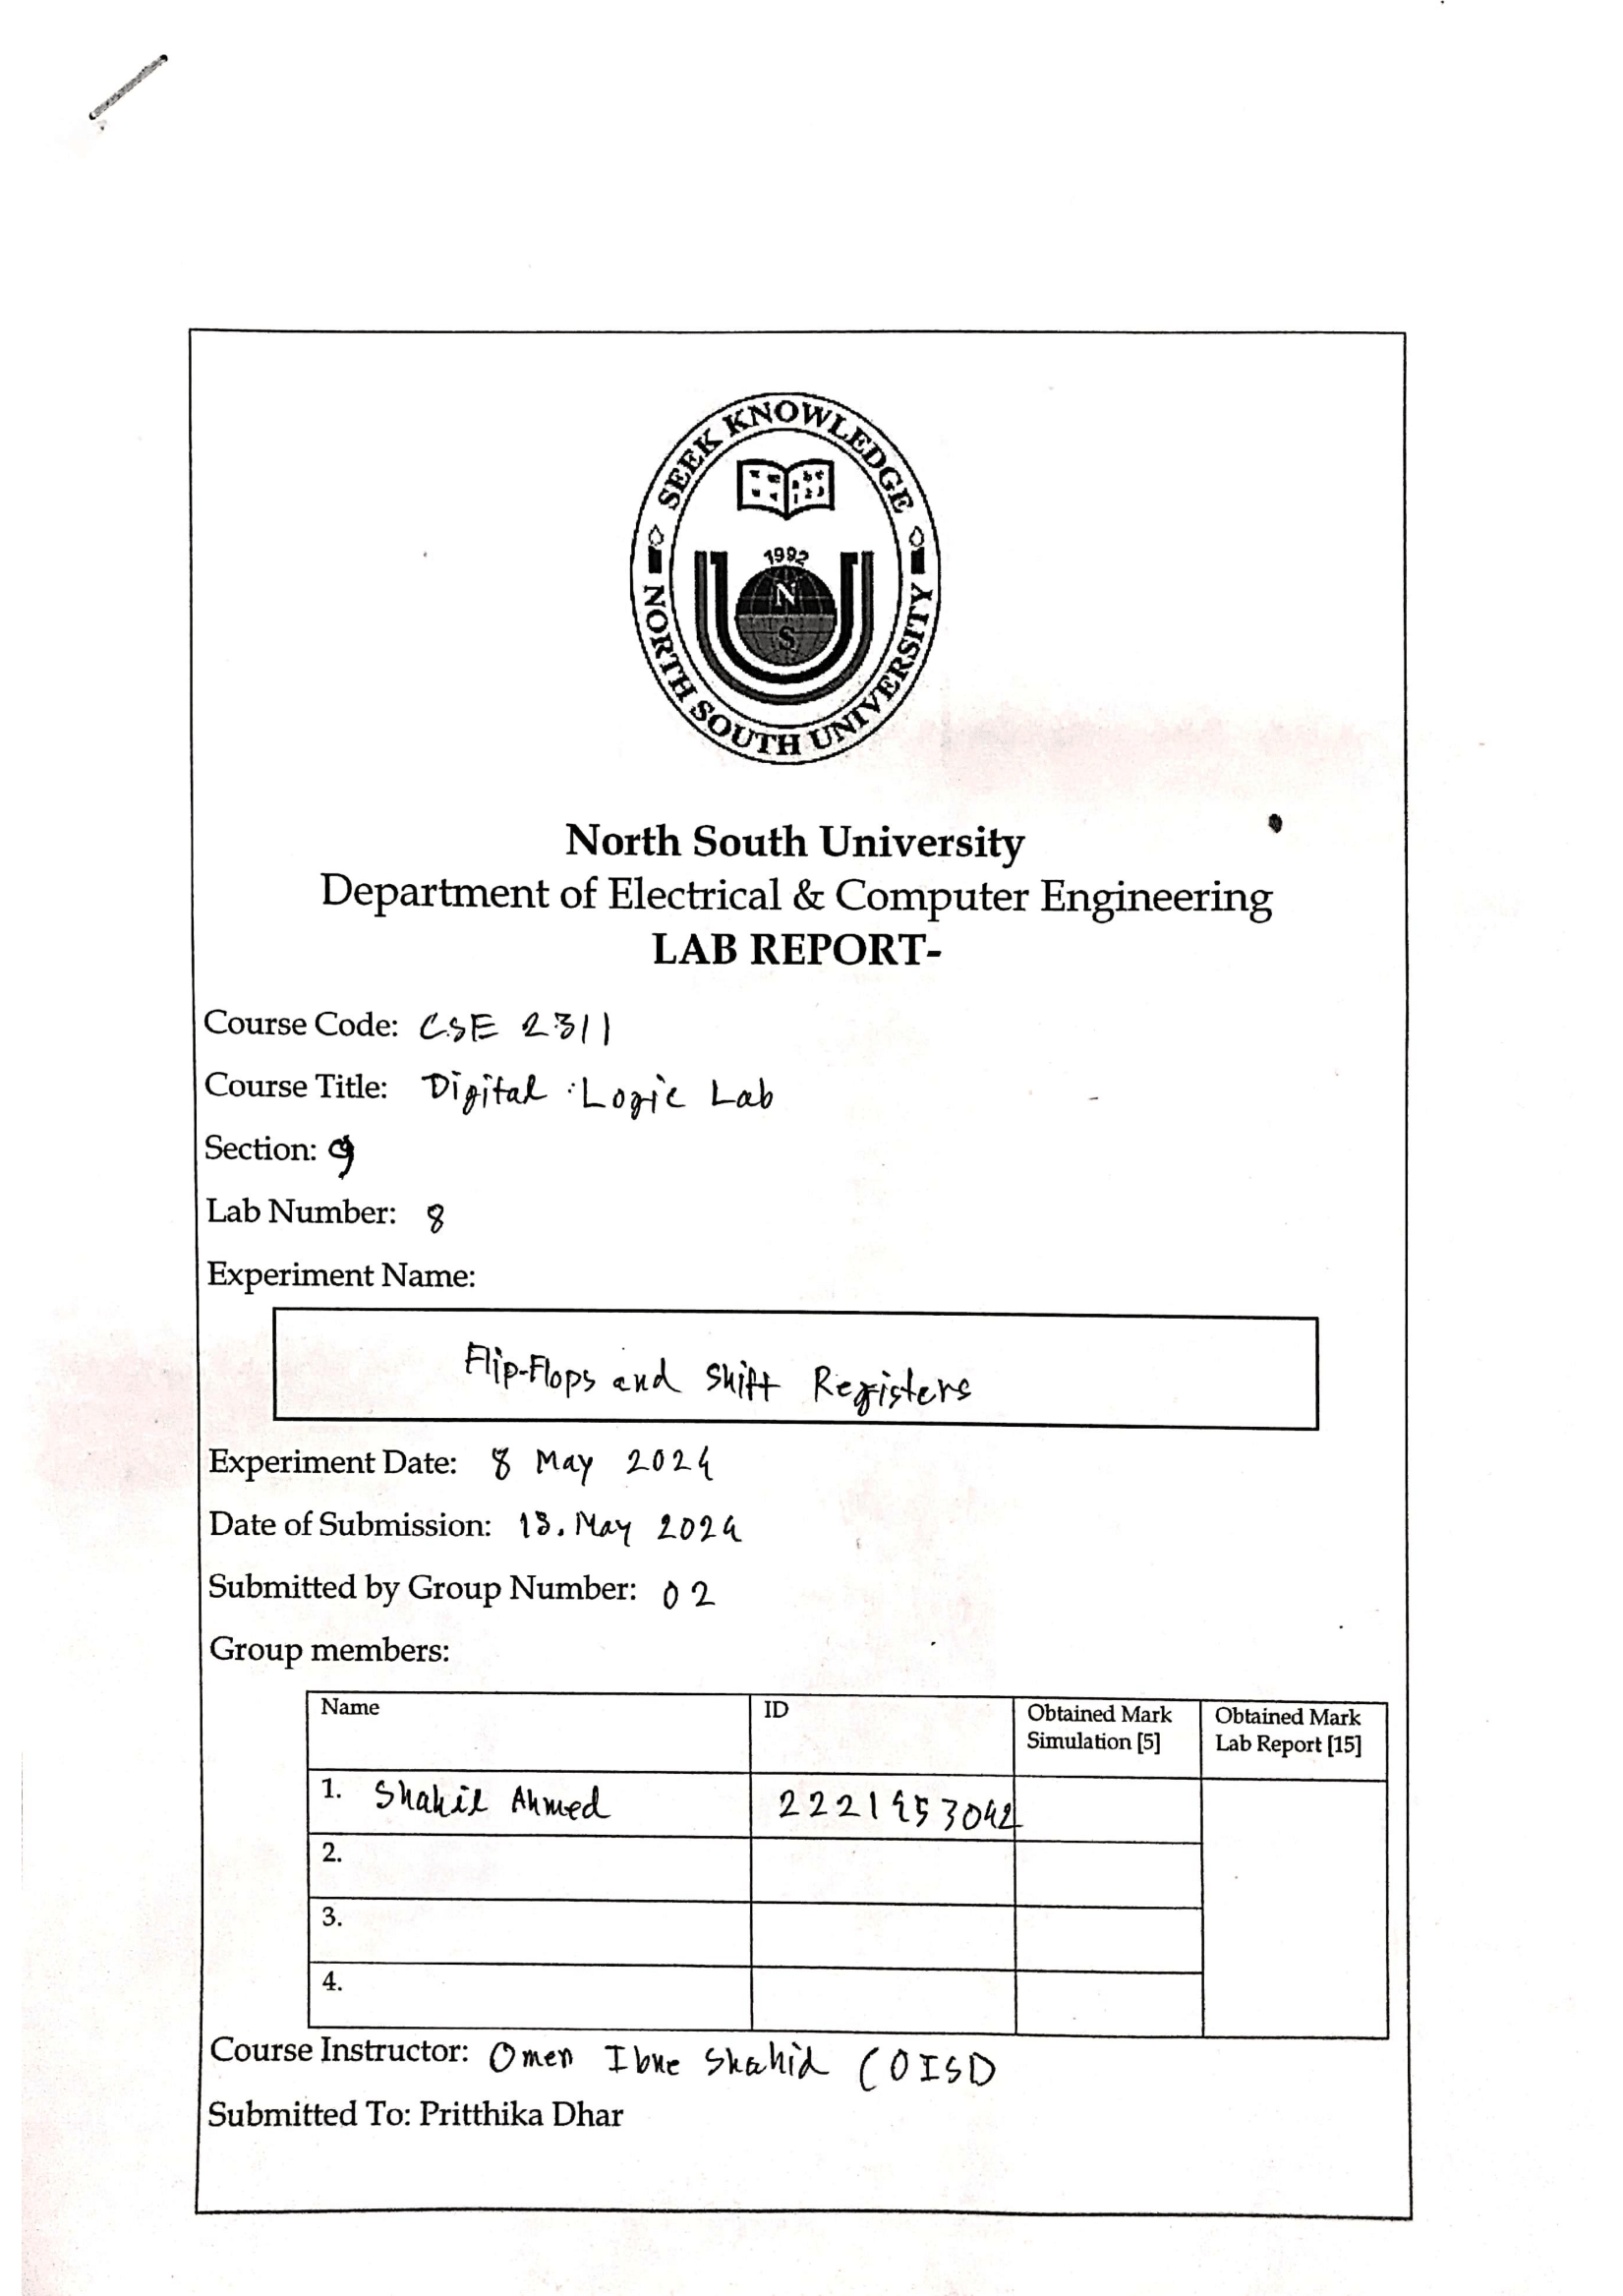 SEEK KNOWLEDGE
1992
N
S
NORTH SOUTH UNIVERSITY
North South University
Department of Electrical & Computer Engineering
LAB REPORT-
Course Code: CSE 2311
Course Title: Digital Logic Lab
Section: 9
Lab Number: 8
Experiment Name:
Flip-Flops and Shift Registers
Experiment Date: 8 May 2024
Date of Submission: 13. May 2024
Submitted by Group Number: 02
Group members:
Name ID Obtained Mark Simulation [5] Obtained Mark Lab Report [15]
1. Shakil Ahmed
2.
3.
4.
Course Instructor: Omen Ibne Shahid (OISD
Submitted To: Pritthika Dhar